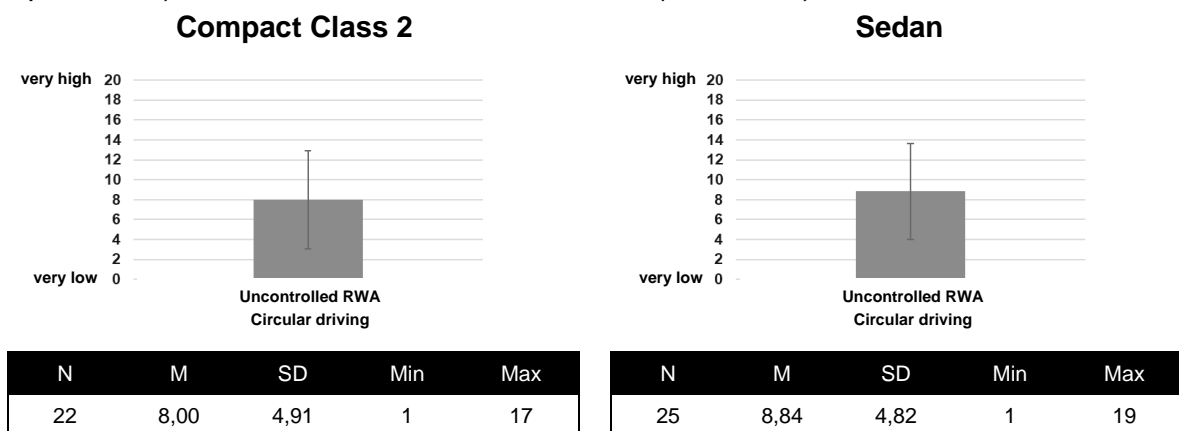 Compact Class 2
very high 20
18
16
14
12
10
8
6
4
2
very low 0
Uncontrolled RWA
Circular driving
N M SD Min Max
22 8,00 4,91 1 17
Sedan
very high 20
18
16
14
12
10
8
6
4
2
very low 0
Uncontrolled RWA
Circular driving
N M SD Min Max
25 8,84 4,82 1 19